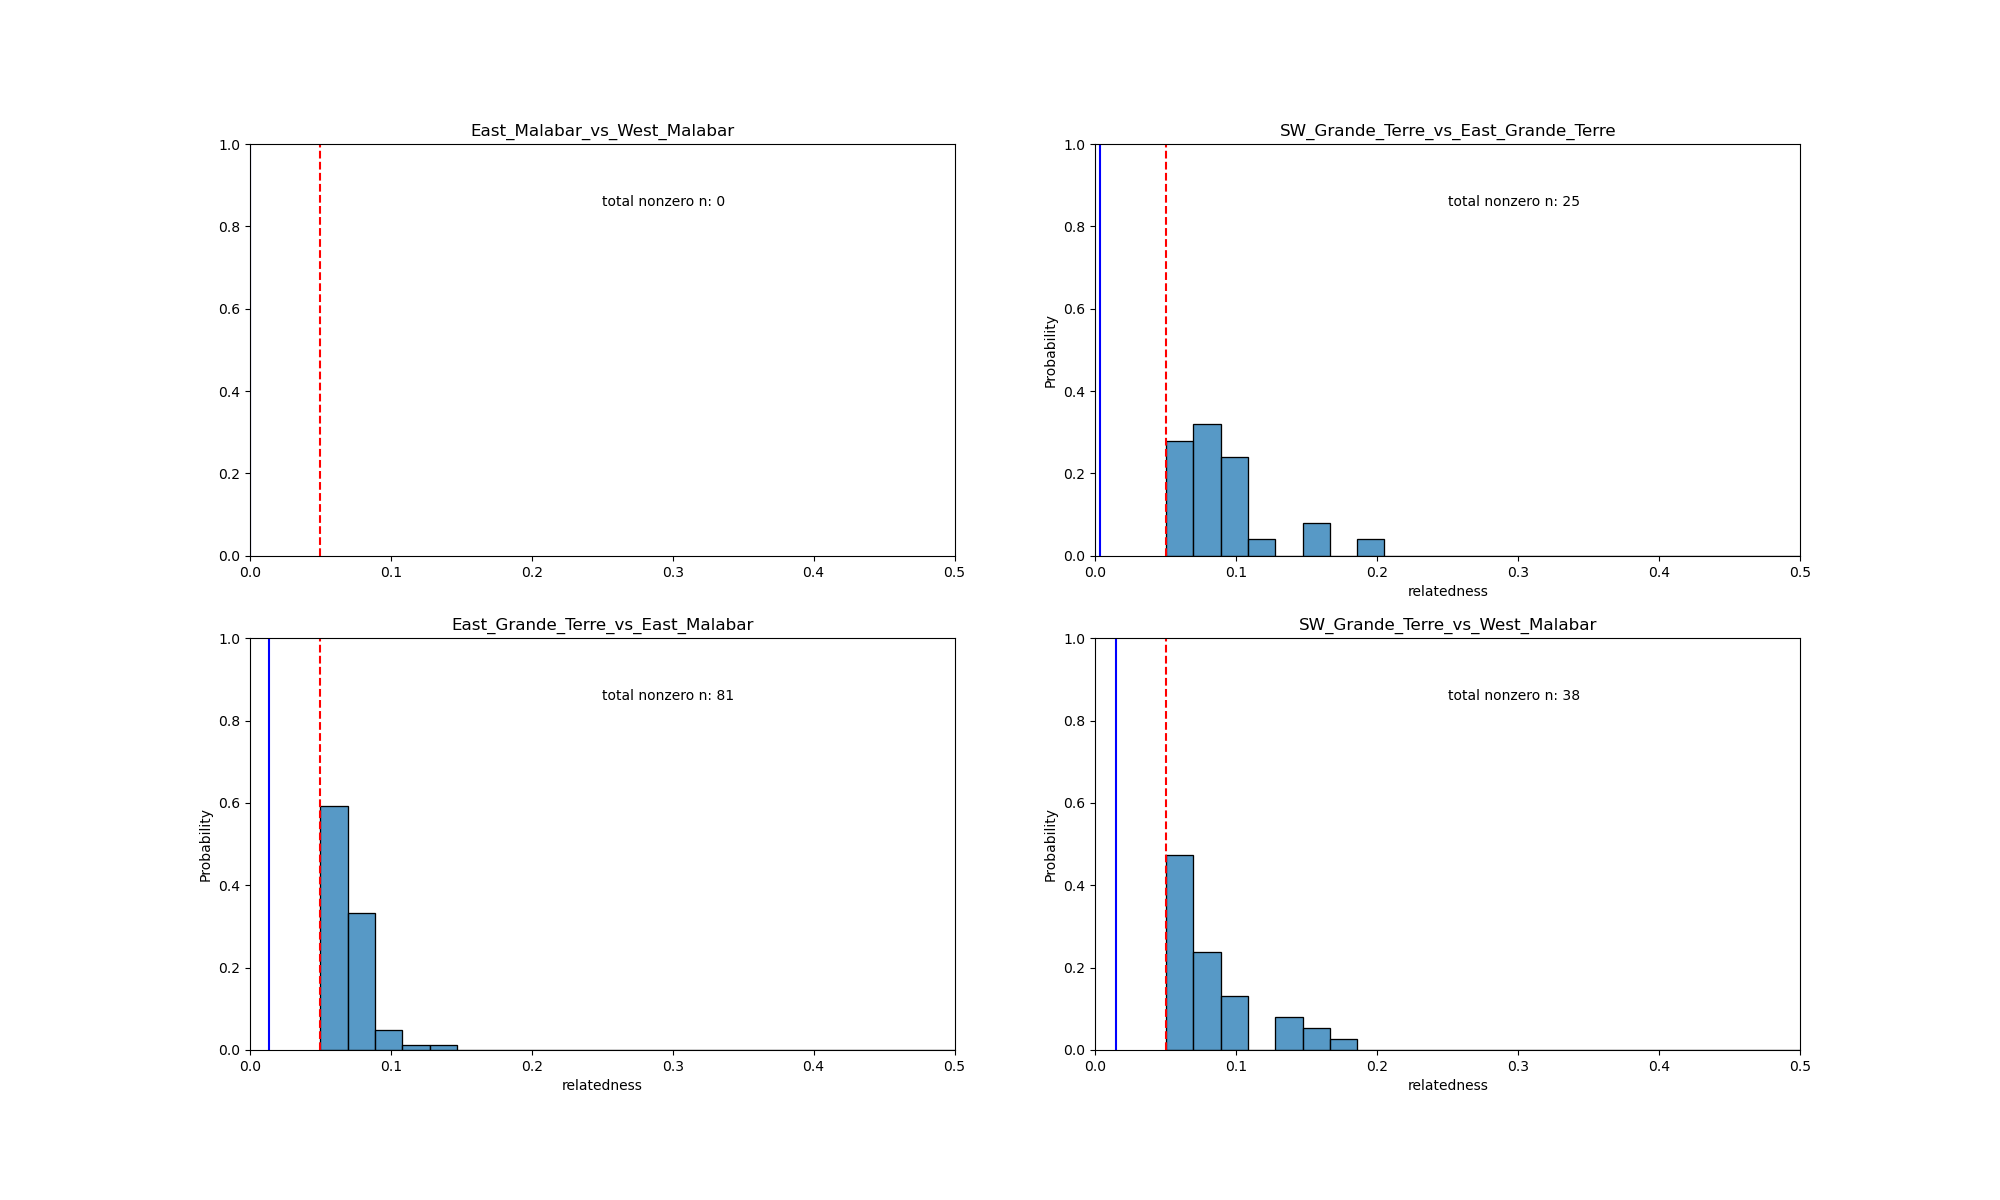 East_Malabar_vs_West_Malabar
1.0
total nonzero n: 0
0.8
0.6
0.4
0.2
0.0
0.0 0.1 0.2 0.3 0.4 0.5
SW_Grande_Terre_vs_East_Grande_Terre
1.0
total nonzero n: 25
0.8
0.6
Probability
0.4
0.2
0.0
0.0 0.1 0.2 0.3 0.4 0.5
relatedness
East_Grande_Terre_vs_East_Malabar
1.0
total nonzero n: 81
0.8
0.6
Probability
0.4
0.2
0.0
0.0 0.1 0.2 0.3 0.4 0.5
relatedness
SW_Grande_Terre_vs_West_Malabar
1.0
total nonzero n: 38
0.8
0.6
Probability
0.4
0.2
0.0
0.0 0.1 0.2 0.3 0.4 0.5
relatedness